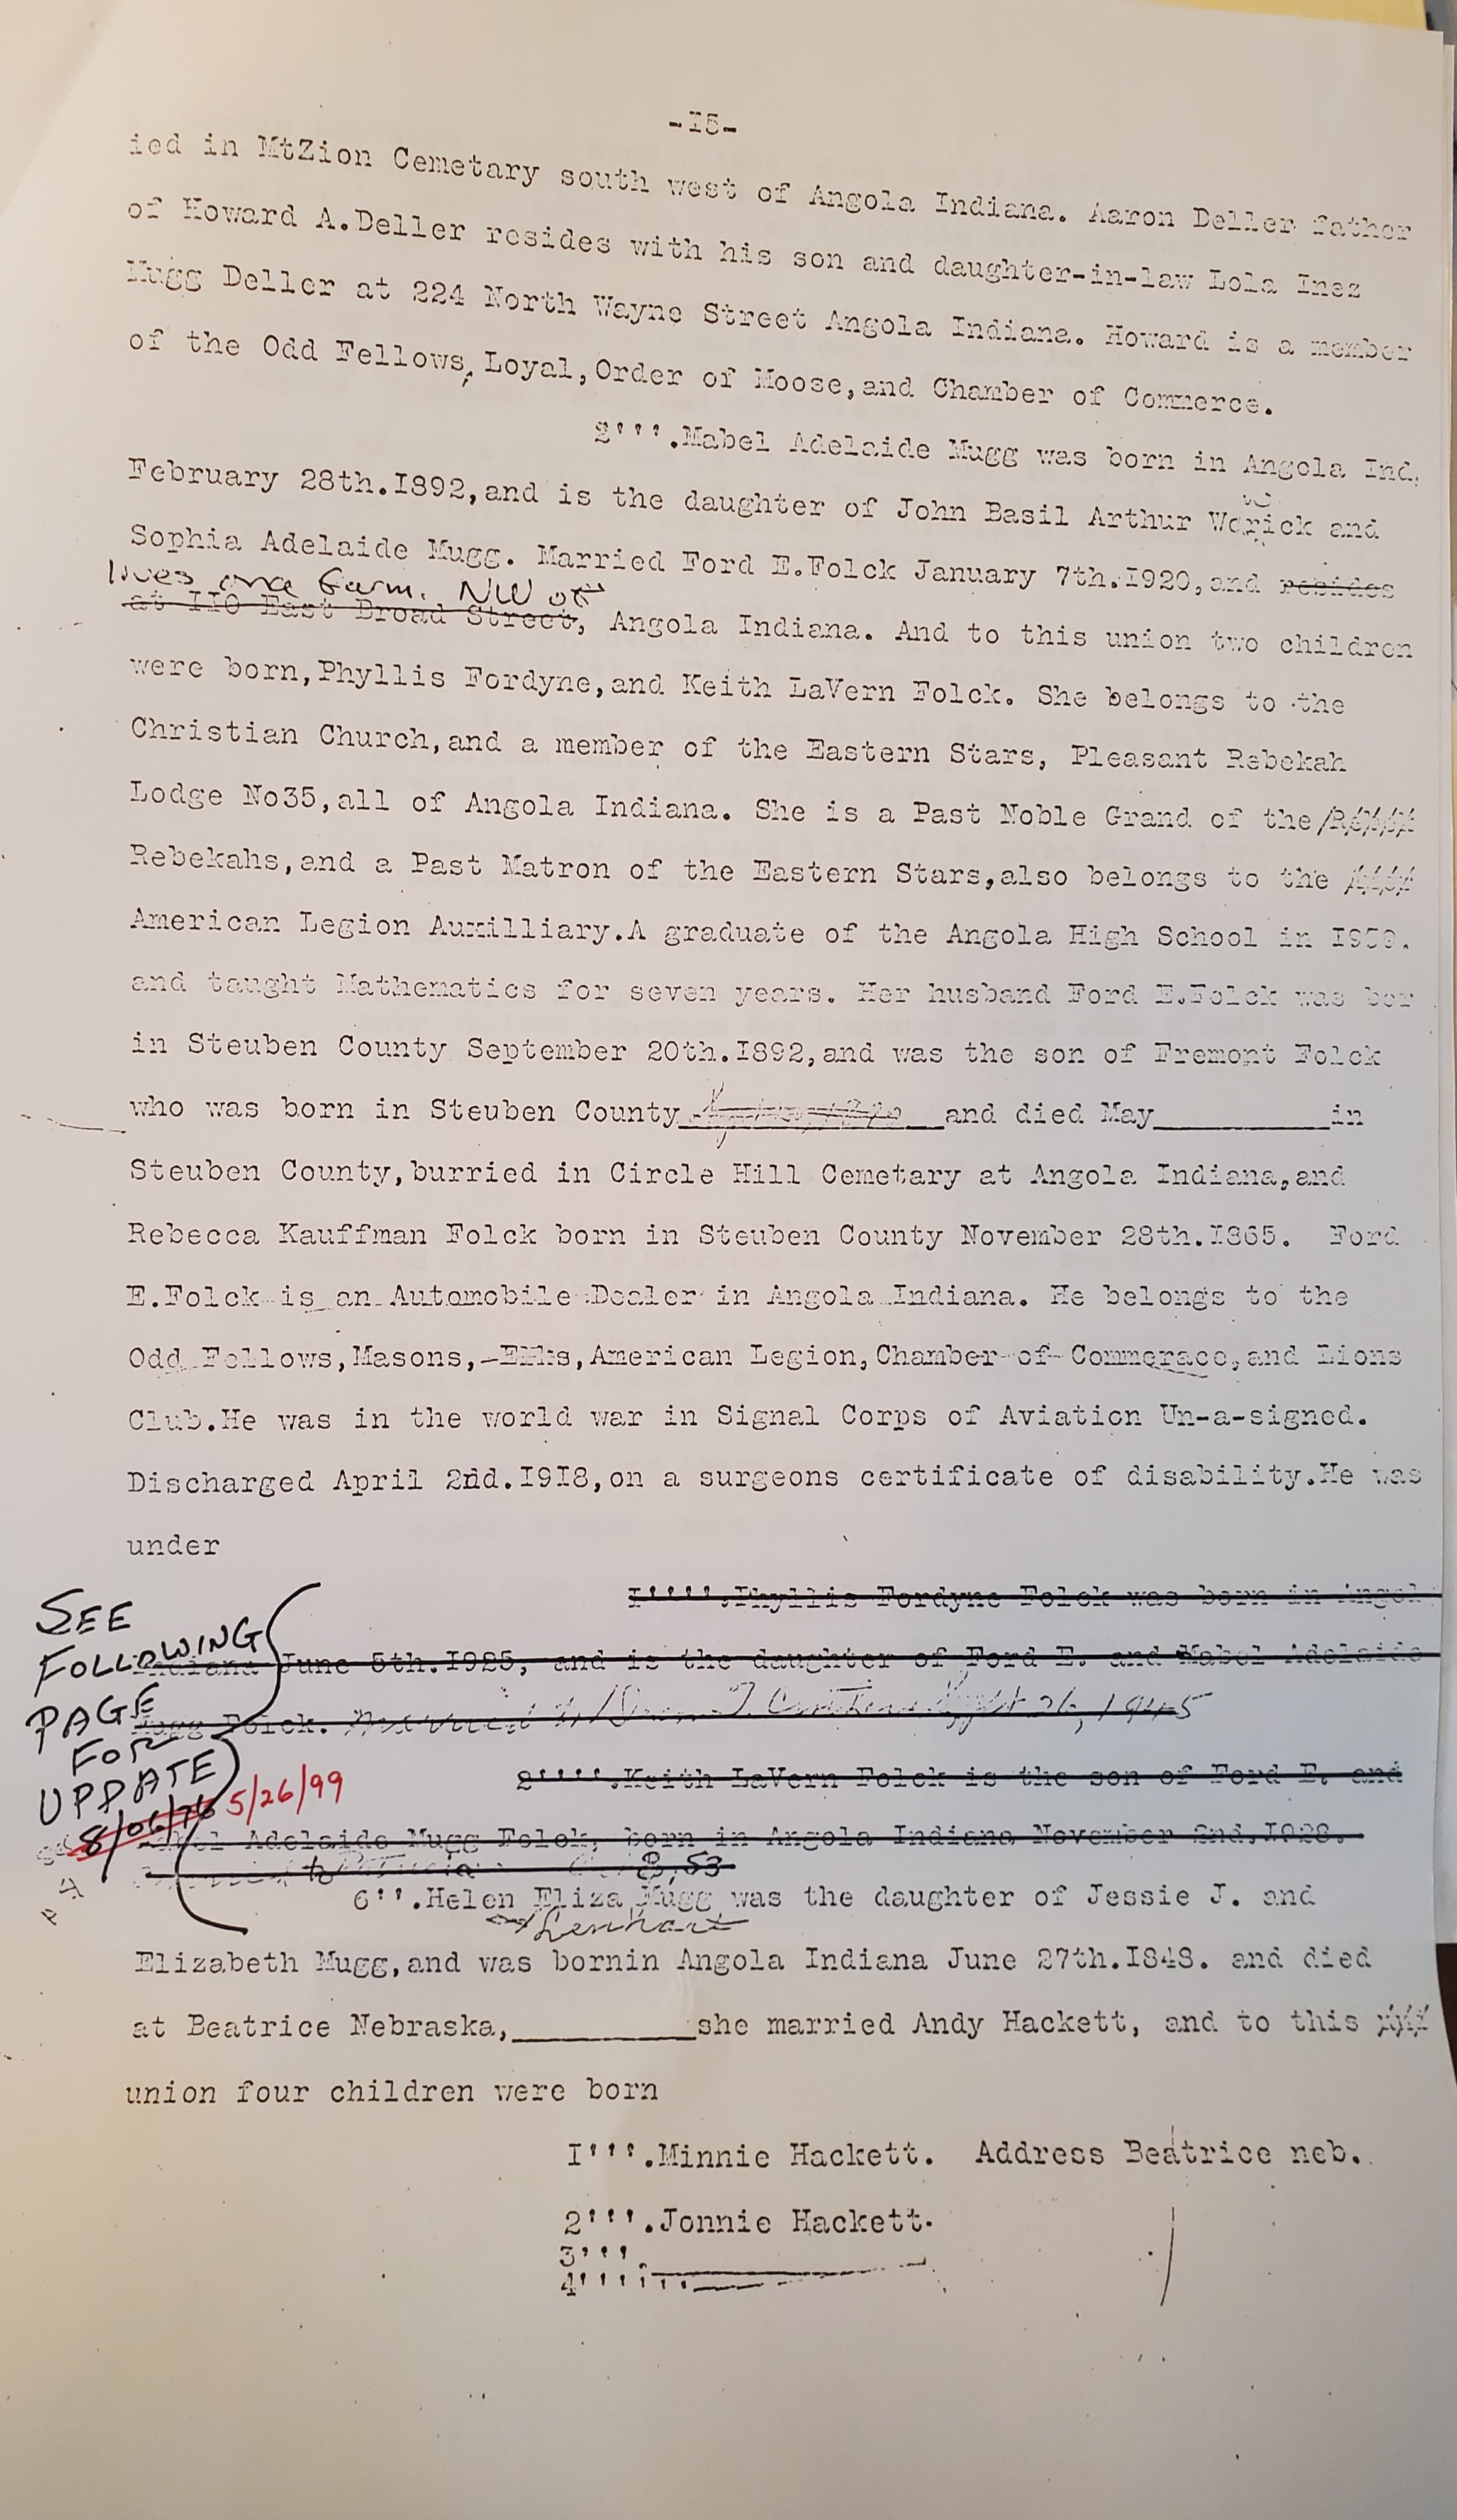 -I5-
ied in MtZion Cemetary south west of Angola Indiana. Aaron Deller father
of Howard A.Deller resides with his son and daughter-in-law Lola Inez
Mugg Deller at 224 North Wayne Street Angola Indiana. Howard is a member
of the Odd Fellows, Loyal,Order of Moose,and Chamber of Commerce.
2'''.Mabel Adelaide Mugg was born in Angola Ind.
February 28th.I892,and is the daughter of John Basil Arthur and
Sophia Adelaide Mugg. Married Ford E.Folck January 7th.I920,and resides
lives on a farm. NW of
at II0 East Broad Street, Angola Indiana. And to this union two children
were born,Phyllis Fordyne,and Keith LaVern Folck. She belongs to the
Christian Church,and a member of the Eastern Stars, Pleasant Rebekah
Lodge No35,all of Angola Indiana. She is a Past Noble Grand of the
Rebekahs,and a Past Matron of the Eastern Stars,also belongs to the
American Legion Auxilliary.A graduate of the Angola High School in
and taught Mathematics for seven years. Her husband Ford E.Folck was bor
in Steuben County September 20th.I892,and was the son of Fremont Folck
who was born in Steuben County and died May__________in
Steuben County,burried in Circle Hill Cemetary at Angola Indiana,and
Rebecca Kauffman Folck born in Steuben County November 28th.I865. Ford
E.Folck is an Automobile Dealer in Angola Indiana. He belongs to the
Odd Fellows,Masons, Elks,American Legion,Chamber of Commerace,and Lions
Club.He was in the world war in Signal Corps of Aviation Un-a-signed.
Discharged April 2nd.I9I8,on a surgeons certificate of disability.He was
under
I''''.Phyllis Fordyne Folck was born in Angol
Indiana June 5th.I925, and is the daughter of Ford E. and Mabel Adelaide
Mugg Folck. married to 26, 1945
2''''.Keith LaVern Folck is the son of Ford E. and
Mabel Adelaide Mugg Folck, born in Angola Indiana November 2nd.I928.
married to Patricia 3, 53
SEE
FOLLOWING
PAGE
FOR
UPDATE
8/06/76 5/26/99
6''.Helen Eliza Mugg was the daughter of Jessie J. and
Lenhart
Elizabeth Mugg,and was bornin Angola Indiana June 27th.I848. and died
at Beatrice Nebraska,__________she married Andy Hackett, and to this
union four children were born
I'''.Minnie Hackett. Address Beatrice neb.
2'''.Jonnie Hackett.
3'''.
4'''